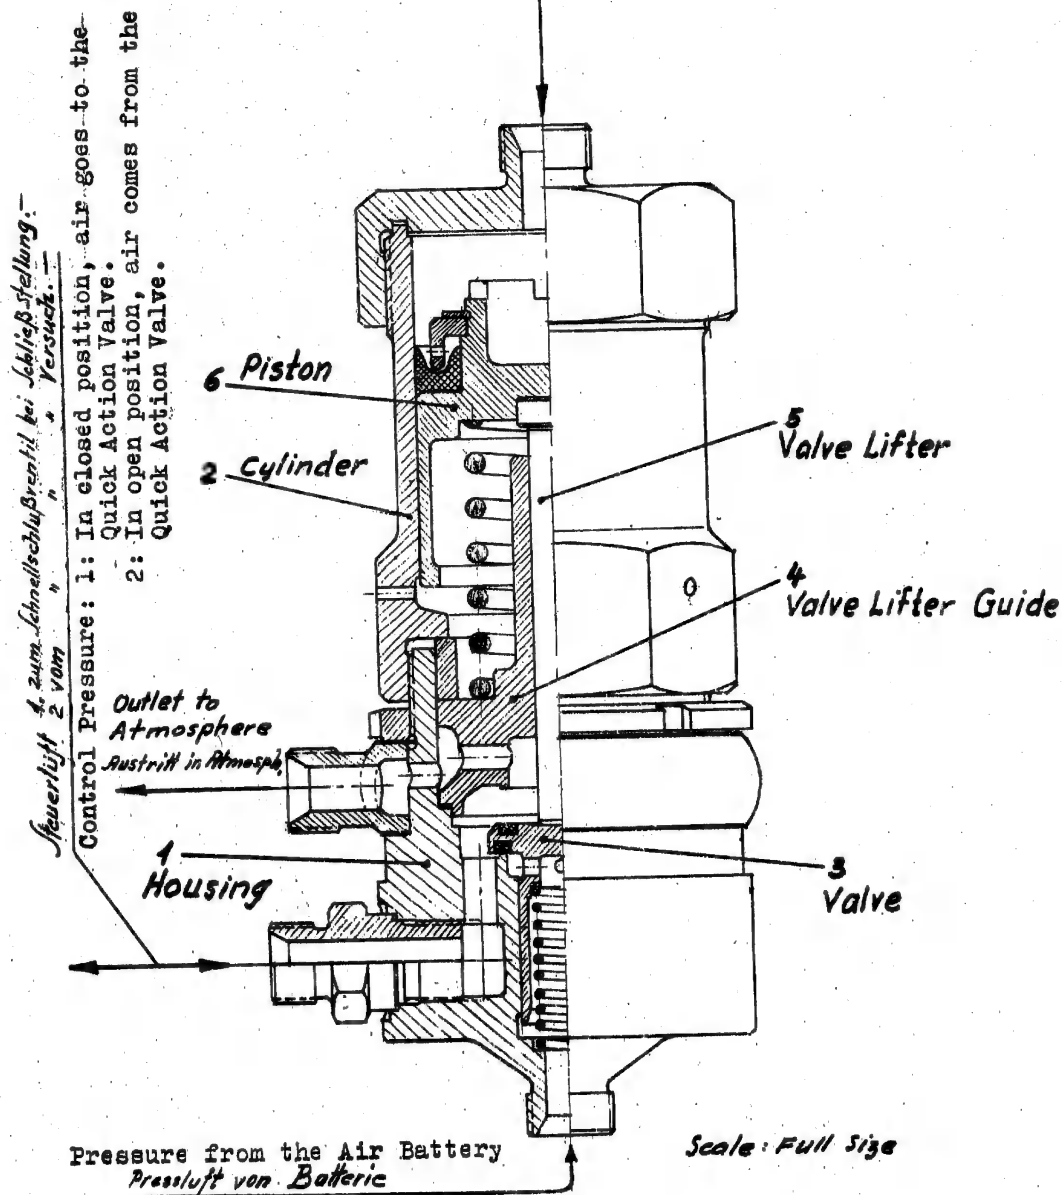 Steuerluft 1. zum Schnellschlußventil bei Schließstellung.-
2 vom " " " Versuch.-
Control Pressure: 1: In closed position, air goes to the
Quick Action Valve.
2: In open position, air comes from the
Quick Action Valve.
6 Piston
2 Cylinder
5
Valve Lifter
4
Valve Lifter Guide
Outlet to
Atmosphere
Austritt in Atmosph.
1
Housing
3
Valve
Pressure from the Air Battery
Pressluft von Batterie
Scale: Full Size